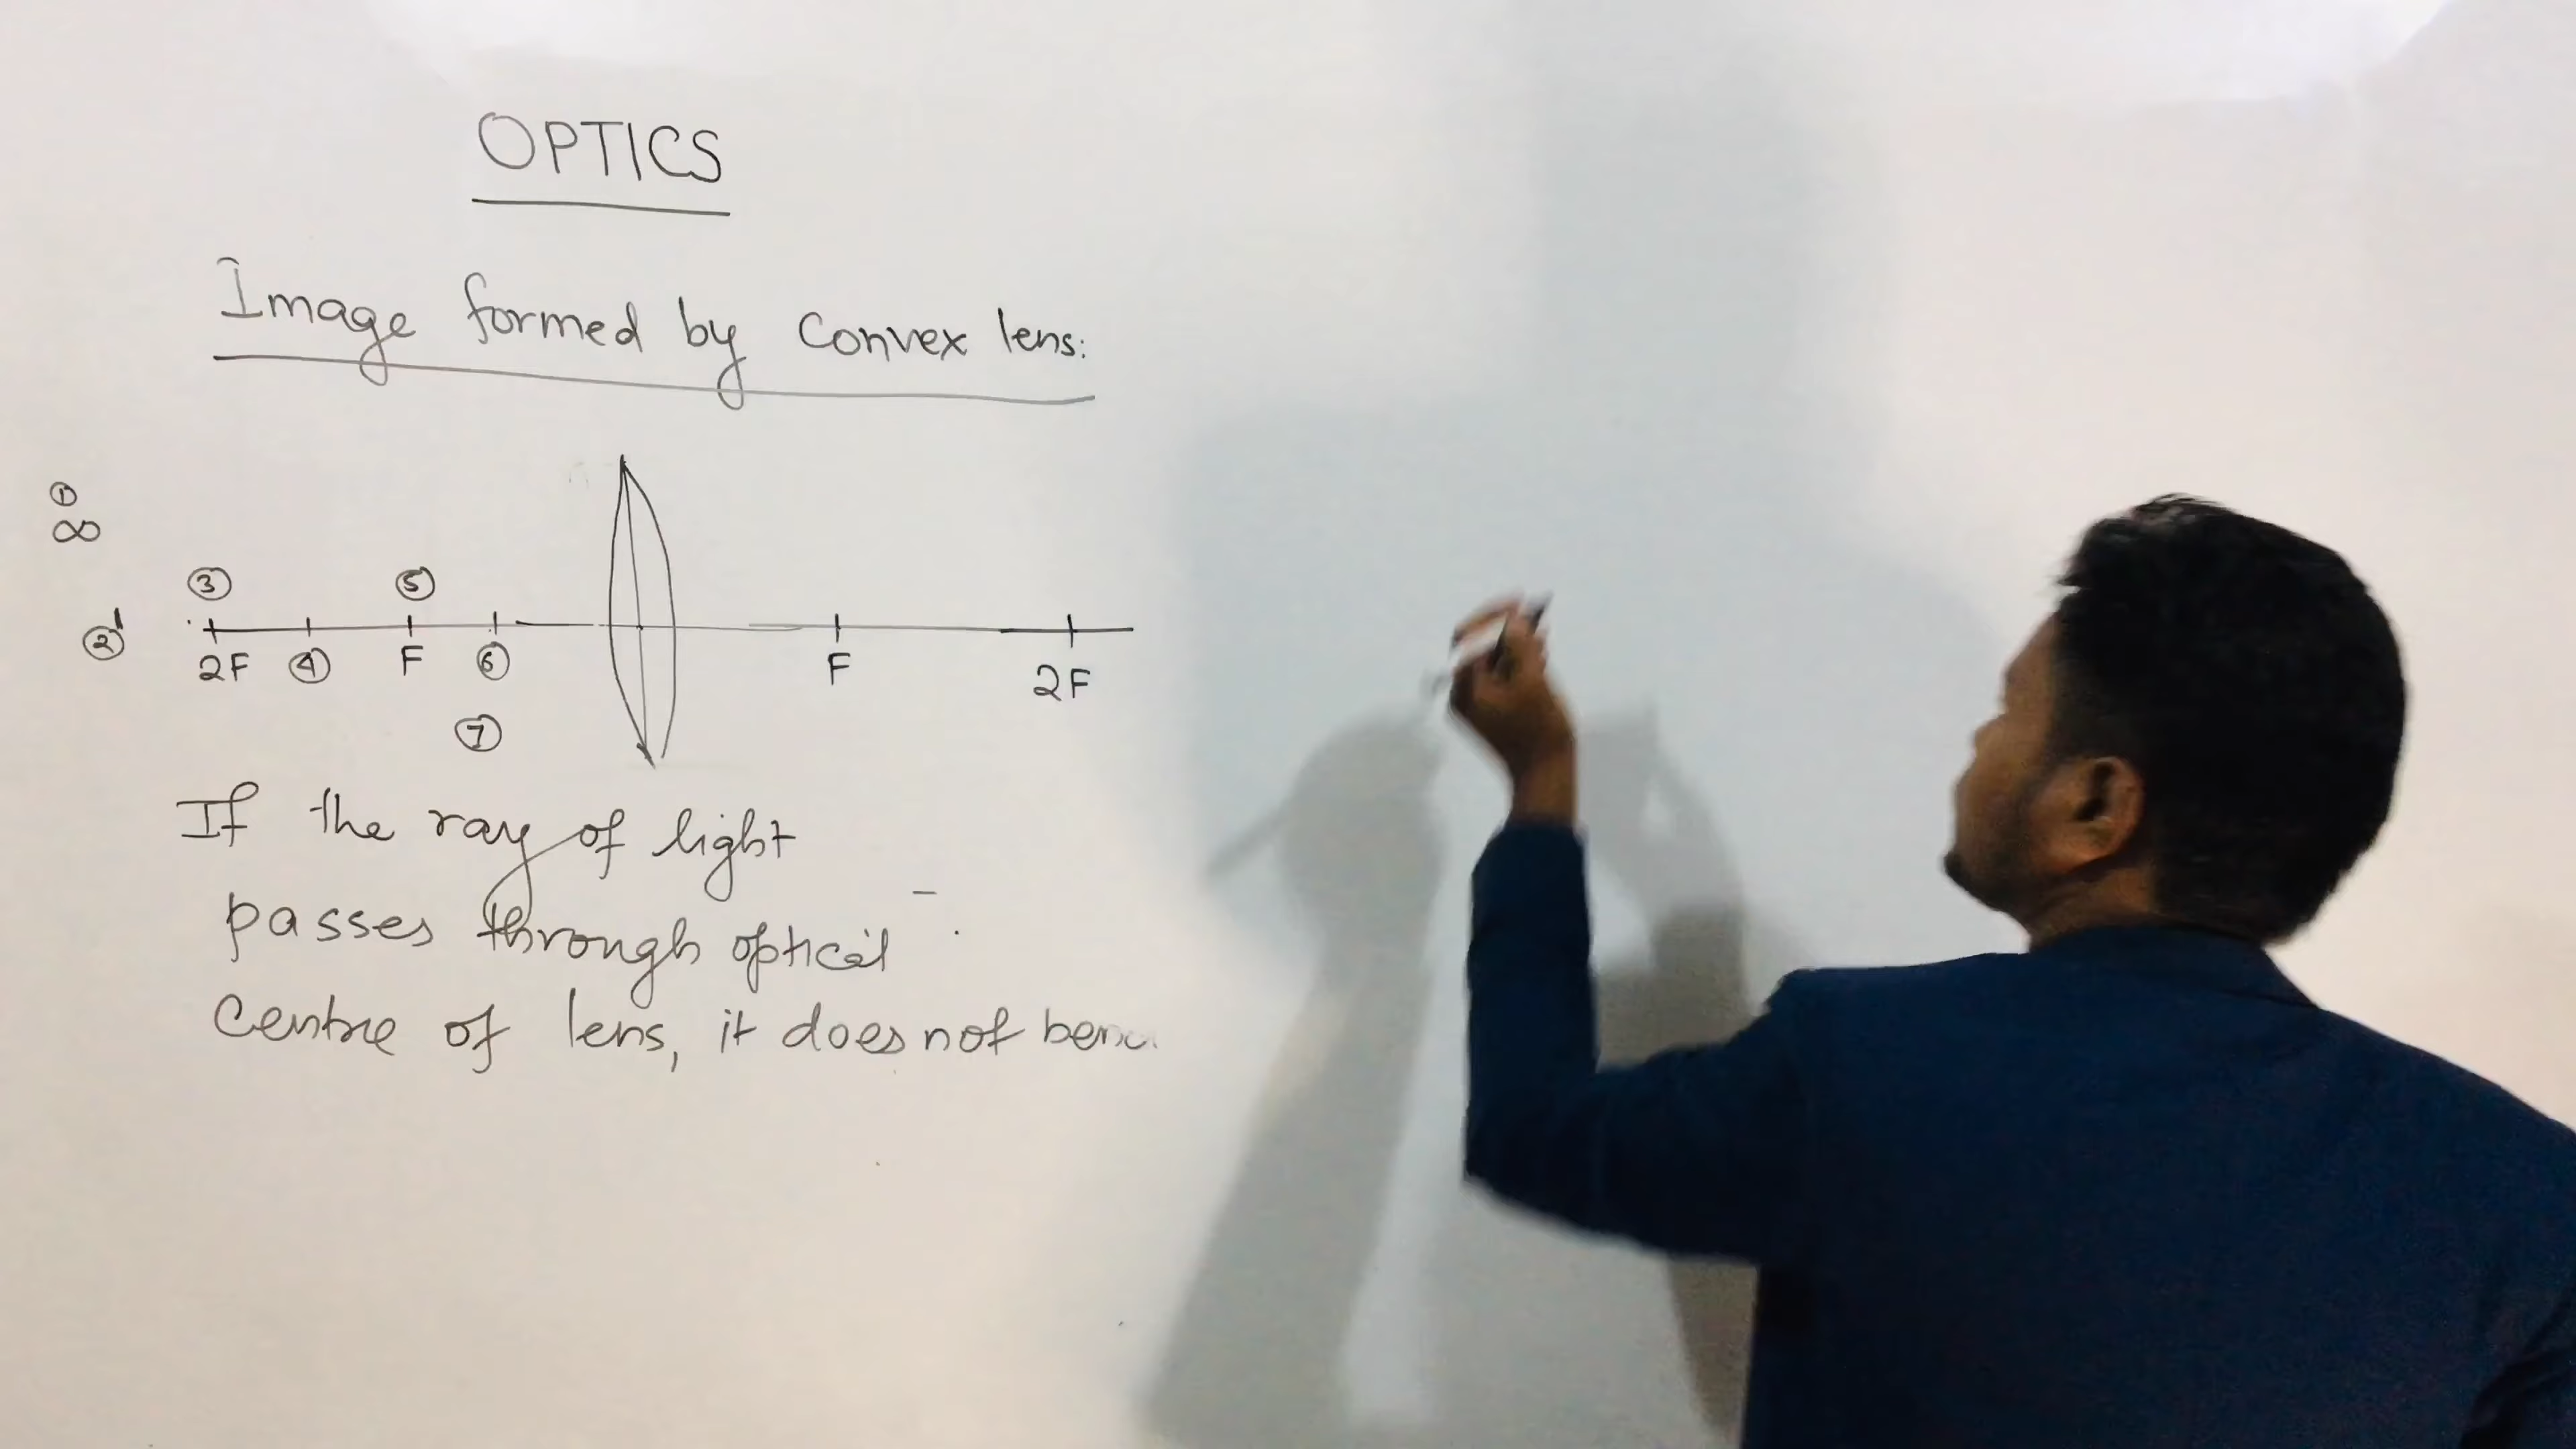 OPTICS
Image formed by convex lens:
①
∞
③ ⑤
②
2F ④ F ⑥ F 2F
⑦
If the ray of light
passes through optical
centre of lens, it does not